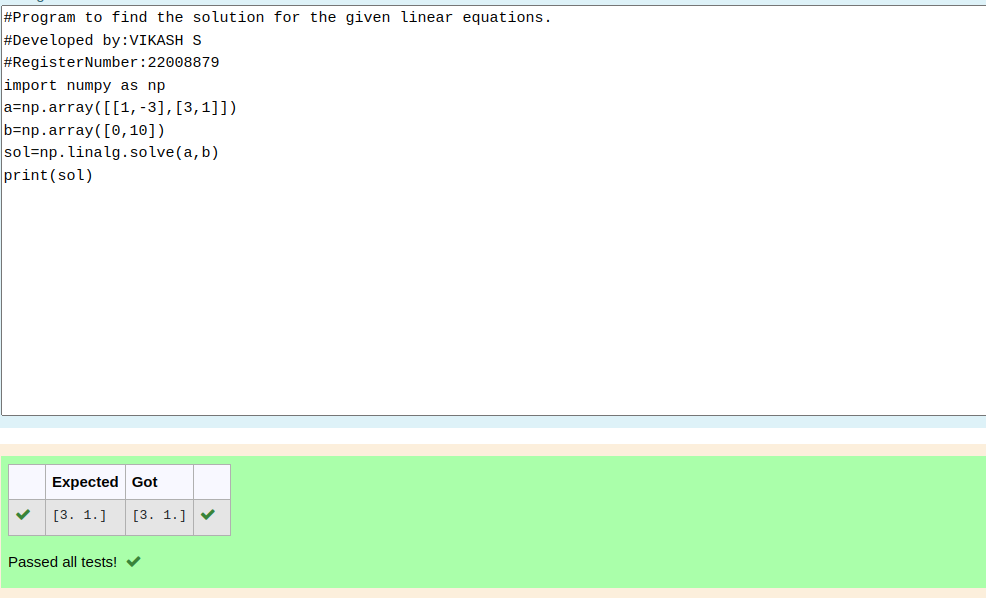 #Program to find the solution for the given linear equations.
#Developed by:VIKASH S
#RegisterNumber:22008879
import numpy as np
a=np.array([[1,-3],[3,1]])
b=np.array([0,10])
sol=np.linalg.solve(a,b)
print(sol)
Expected Got
[3. 1.] [3. 1.]
Passed all tests!